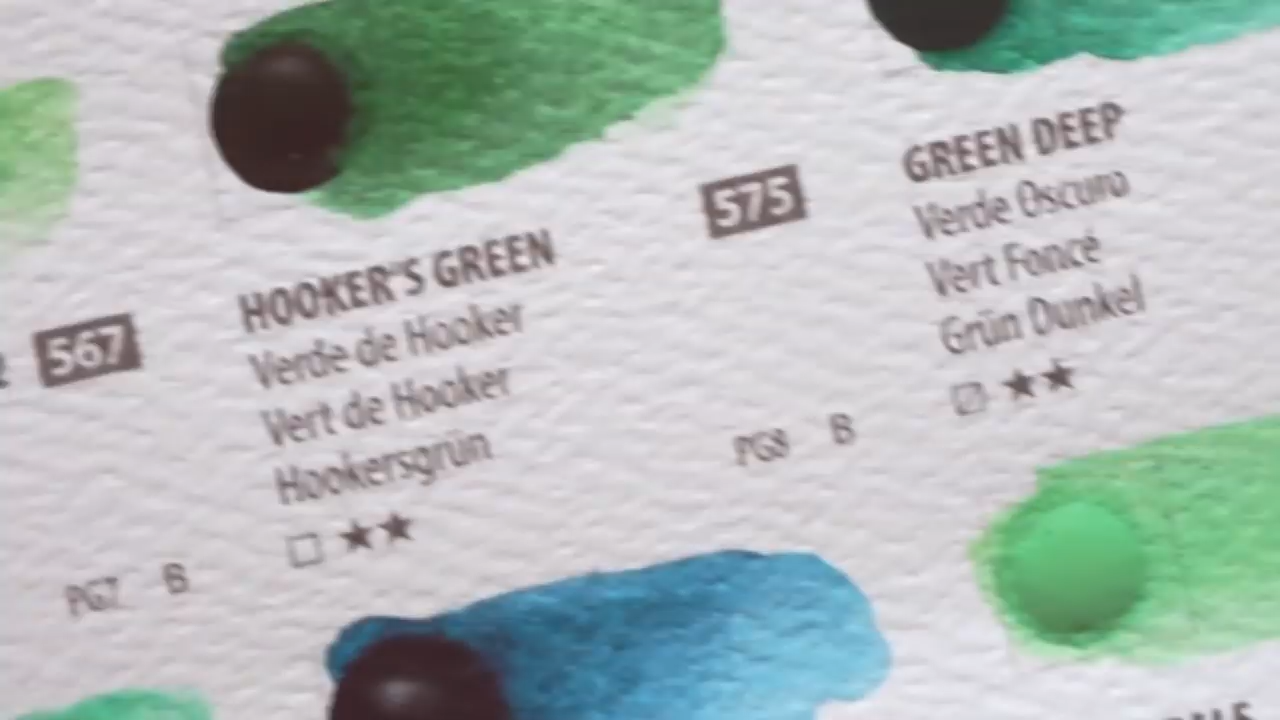 567
HOOKER'S GREEN
Verde de Hooker
Vert de Hooker
Hookersgrün
★★
PG7 B
575
GREEN DEEP
Verde Oscuro
Vert Foncé
Grün Dunkel
★★
PG8 B